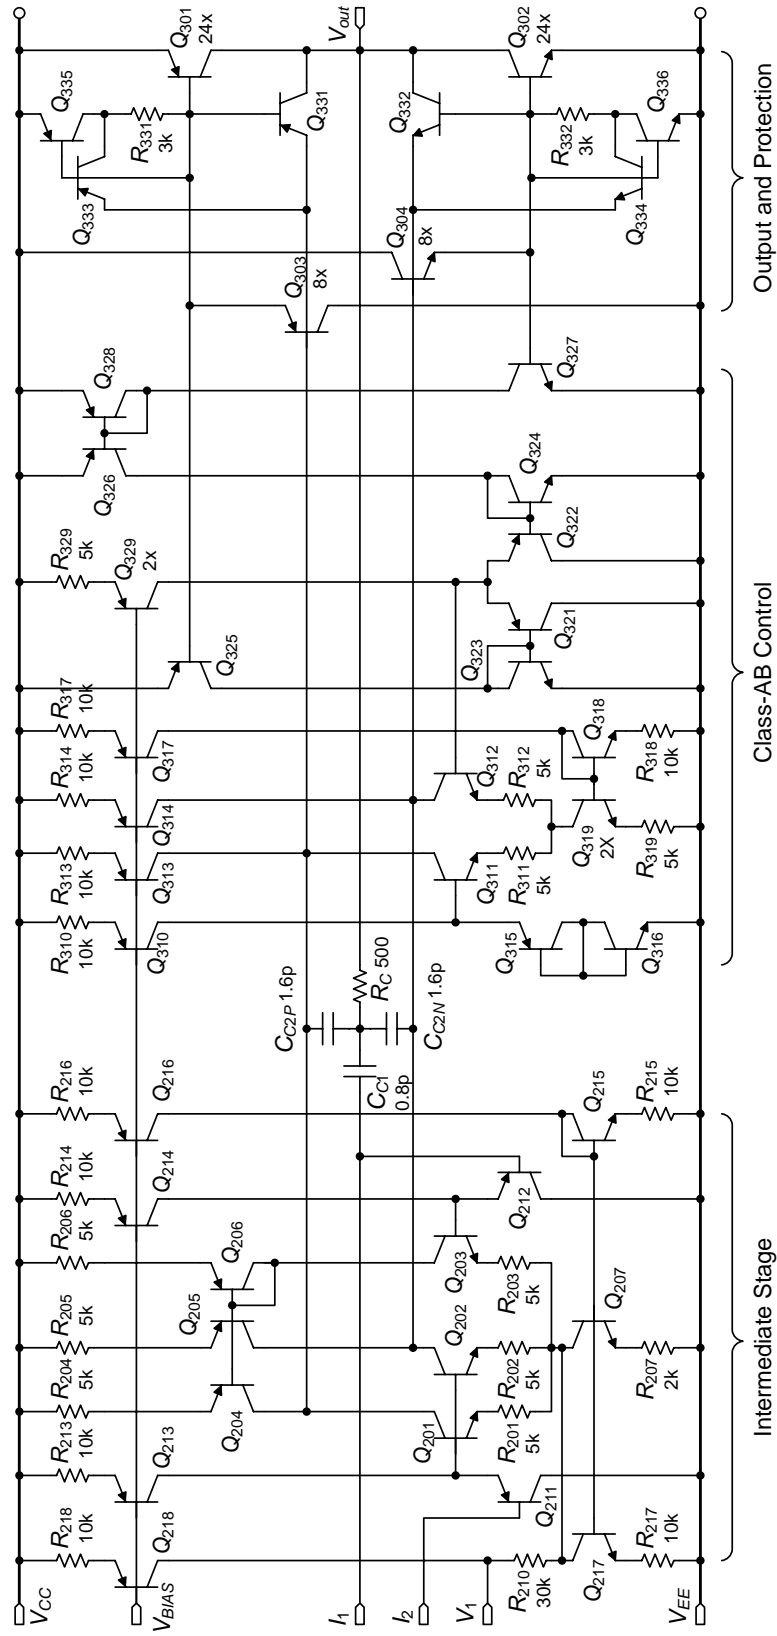 V_CC
V_BIAS
I_1
I_2
V_1
V_EE
V_out
R_218
10k
Q_218
R_213
10k
Q_213
R_204
5k
Q_204
R_205
5k
Q_205
R_206
5k
Q_206
R_214
10k
Q_214
R_216
10k
Q_216
Q_201
R_201
5k
Q_202
R_202
5k
Q_203
R_203
5k
Q_211
Q_212
R_210
30k
Q_217
R_217
10k
Q_207
R_207
2k
Q_215
R_215
10k
C_C1
0.8p
C_C2P 1.6p
R_C 500
C_C2N 1.6p
R_310
10k
Q_310
R_313
10k
Q_313
R_314
10k
Q_314
R_317
10k
Q_317
Q_311
R_311
5k
Q_312
R_312
5k
Q_315
Q_316
Q_319
2X
R_319
5k
Q_318
R_318
10k
Q_325
Q_323
Q_321
R_329
5k
Q_329
2x
Q_322
Q_324
Q_326
Q_328
Q_327
Q_303
8x
Q_304
8x
Q_333
Q_335
R_331
3k
Q_331
Q_332
R_332
3k
Q_334
Q_336
Q_301
24x
Q_302
24x
Intermediate Stage
Class-AB Control
Output and Protection